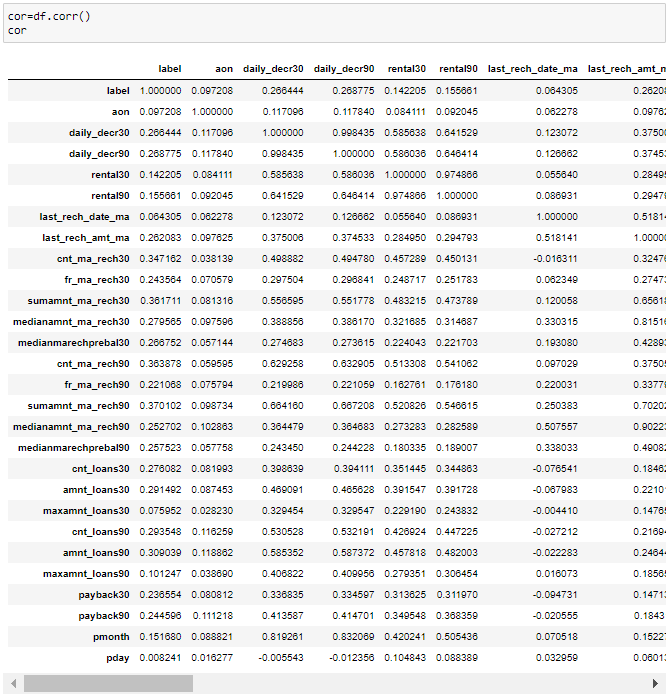 cor=df.corr()
cor
label aon daily_decr30 daily_decr90 rental30 rental90 last_rech_date_ma last_rech_amt_m
label 1.000000 0.097208 0.266444 0.268775 0.142205 0.155661 0.064305 0.26208
aon 0.097208 1.000000 0.117096 0.117840 0.084111 0.092045 0.062278 0.09762
daily_decr30 0.266444 0.117096 1.000000 0.998435 0.585638 0.641529 0.123072 0.37500
daily_decr90 0.268775 0.117840 0.998435 1.000000 0.586036 0.646414 0.126662 0.37453
rental30 0.142205 0.084111 0.585638 0.586036 1.000000 0.974866 0.055640 0.28495
rental90 0.155661 0.092045 0.641529 0.646414 0.974866 1.000000 0.086931 0.29479
last_rech_date_ma 0.064305 0.062278 0.123072 0.126662 0.055640 0.086931 1.000000 0.51814
last_rech_amt_ma 0.262083 0.097625 0.375006 0.374533 0.284950 0.294793 0.518141 1.00000
cnt_ma_rech30 0.347162 0.038139 0.498882 0.494780 0.457289 0.450131 -0.016311 0.32476
fr_ma_rech30 0.243564 0.070579 0.297504 0.296841 0.248717 0.251783 0.062349 0.27473
sumamnt_ma_rech30 0.361711 0.081316 0.556595 0.551778 0.483215 0.473789 0.120058 0.65618
medianamnt_ma_rech30 0.279565 0.097596 0.388856 0.386170 0.321685 0.314687 0.330315 0.81516
medianmarechprebal30 0.266752 0.057144 0.274683 0.273615 0.224043 0.221703 0.193080 0.42893
cnt_ma_rech90 0.363878 0.059595 0.629258 0.632905 0.513308 0.541062 0.097029 0.37505
fr_ma_rech90 0.221068 0.075794 0.219986 0.221059 0.162761 0.176180 0.220031 0.33778
sumamnt_ma_rech90 0.370102 0.098734 0.664160 0.667208 0.520826 0.546615 0.250383 0.70202
medianamnt_ma_rech90 0.252702 0.102863 0.364479 0.364683 0.273283 0.282589 0.507557 0.90223
medianmarechprebal90 0.257523 0.057758 0.243450 0.244228 0.180335 0.189007 0.338033 0.49082
cnt_loans30 0.276082 0.081993 0.398639 0.394111 0.351445 0.344863 -0.076541 0.18462
amnt_loans30 0.291492 0.087453 0.469091 0.465628 0.391547 0.391728 -0.067983 0.22101
maxamnt_loans30 0.075952 0.028230 0.329454 0.329547 0.229190 0.243832 -0.004410 0.14765
cnt_loans90 0.293548 0.116259 0.530528 0.532191 0.426924 0.447225 -0.027212 0.21694
amnt_loans90 0.309039 0.118862 0.585352 0.587372 0.457818 0.482003 -0.022283 0.24644
maxamnt_loans90 0.101247 0.038690 0.406822 0.409956 0.279351 0.306454 0.016073 0.18565
payback30 0.236554 0.080812 0.336835 0.334597 0.313625 0.311970 -0.094731 0.14713
payback90 0.244596 0.111218 0.413587 0.414701 0.349548 0.368359 -0.020555 0.1843
pmonth 0.151680 0.088821 0.819261 0.832069 0.420241 0.505436 0.070518 0.15227
pday 0.008241 0.016277 -0.005543 -0.012356 0.104843 0.088389 0.032959 0.06013